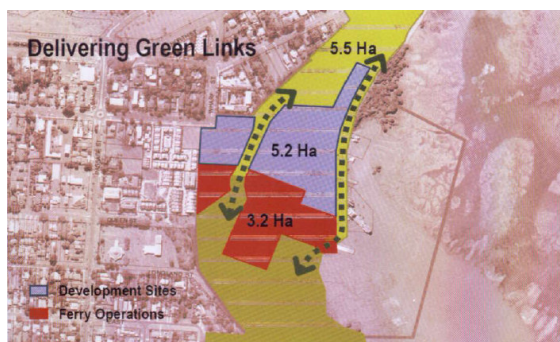 Delivering Green Links
5.5 Ha
5.2 Ha
3.2 Ha
Development Sites
Ferry Operations